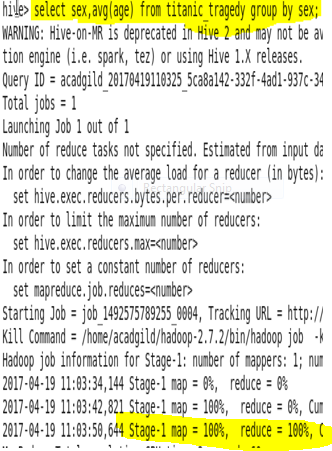 hive> select sex,avg(age) from titanic_tragedy group by sex;
WARNING: Hive-on-MR is deprecated in Hive 2 and may not be av
tion engine (i.e. spark, tez) or using Hive 1.X releases.
Query ID = acadgild_20170419110325_5ca8a142-332f-4ad1-937c-34
Total jobs = 1
Launching Job 1 out of 1
Number of reduce tasks not specified. Estimated from input da
In order to change the average load for a reducer (in bytes):
Rectangular Snip
set hive.exec.reducers.bytes.per.reducer=<number>
In order to limit the maximum number of reducers:
set hive.exec.reducers.max=<number>
In order to set a constant number of reducers:
set mapreduce.job.reduces=<number>
Starting Job = job_1492575789255_0004, Tracking URL = http:/
Kill Command = /home/acadgild/hadoop-2.7.2/bin/hadoop job -k
Hadoop job information for Stage-1: number of mappers: 1; num
2017-04-19 11:03:34,144 Stage-1 map = 0%, reduce = 0%
2017-04-19 11:03:42,821 Stage-1 map = 100%, reduce = 0%, Cum
2017-04-19 11:03:50,644 Stage-1 map = 100%, reduce = 100%, C